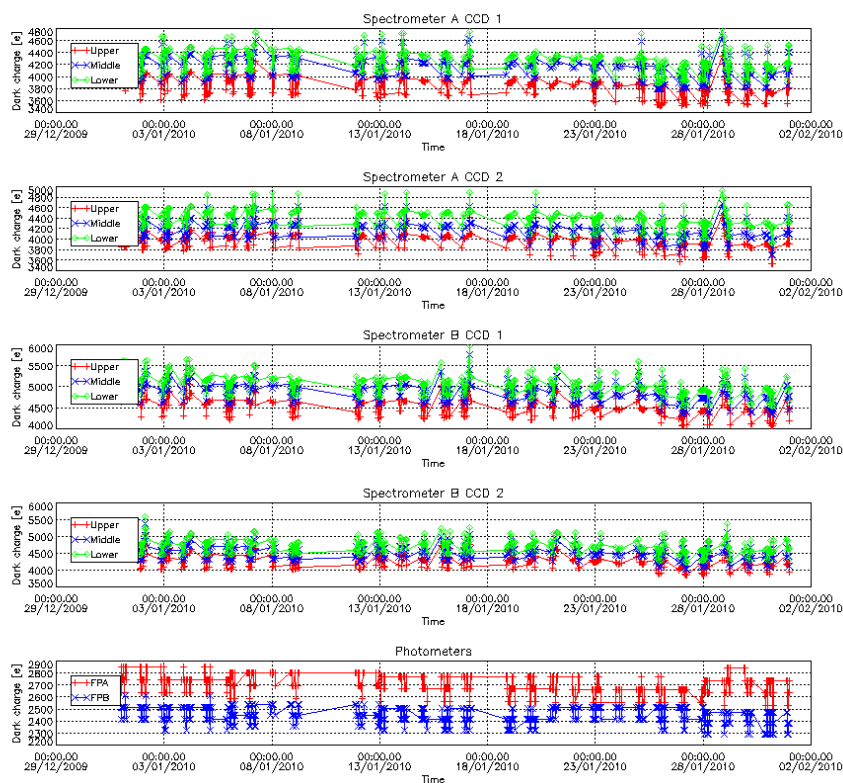 Spectrometer A CCD 1
Dark charge [e]
4800
4400
4200
4000
3800
3600
3400
Upper
Middle
Lower
00:00.00 00:00.00 00:00.00 00:00.00 00:00.00 00:00.00 00:00.00 00:00.00
29/12/2009 03/01/2010 08/01/2010 13/01/2010 18/01/2010 23/01/2010 28/01/2010 02/02/2010
Time
Spectrometer A CCD 2
Dark charge [e]
5000
4800
4600
4400
4200
4000
3800
3600
3400
Upper
Middle
Lower
00:00.00 00:00.00 00:00.00 00:00.00 00:00.00 00:00.00 00:00.00 00:00.00
29/12/2009 03/01/2010 08/01/2010 13/01/2010 18/01/2010 23/01/2010 28/01/2010 02/02/2010
Time
Spectrometer B CCD 1
Dark charge [e]
6000
5500
5000
4500
4000
Upper
Middle
Lower
00:00.00 00:00.00 00:00.00 00:00.00 00:00.00 00:00.00 00:00.00 00:00.00
29/12/2009 03/01/2010 08/01/2010 13/01/2010 18/01/2010 23/01/2010 28/01/2010 02/02/2010
Time
Spectrometer B CCD 2
Dark charge [e]
6000
5500
5000
4500
4000
3500
Upper
Middle
Lower
00:00.00 00:00.00 00:00.00 00:00.00 00:00.00 00:00.00 00:00.00 00:00.00
29/12/2009 03/01/2010 08/01/2010 13/01/2010 18/01/2010 23/01/2010 28/01/2010 02/02/2010
Time
Photometers
Dark charge [e]
2900
2800
2700
2600
2500
2400
2300
2200
FPA
FPB
00:00.00 00:00.00 00:00.00 00:00.00 00:00.00 00:00.00 00:00.00 00:00.00
29/12/2009 03/01/2010 08/01/2010 13/01/2010 18/01/2010 23/01/2010 28/01/2010 02/02/2010
Time